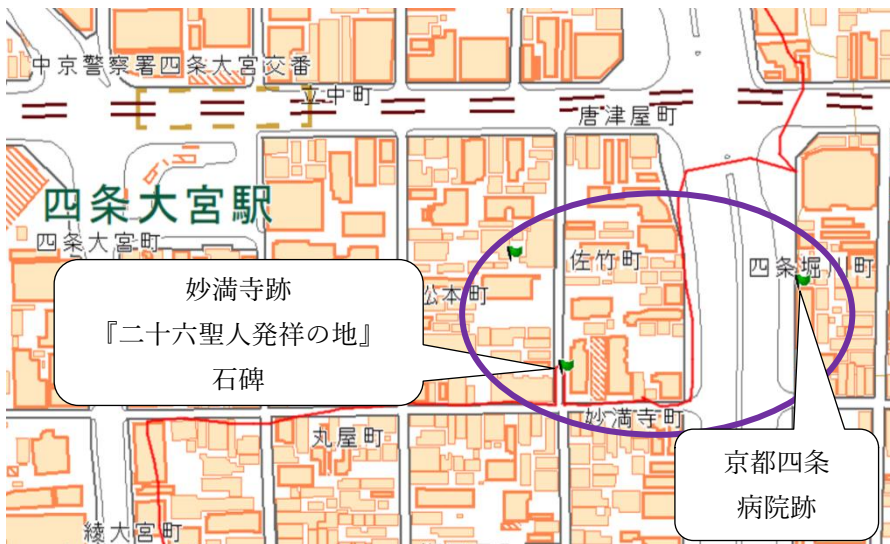 中京警察署四条大宮交番
立中町
唐津屋町
四条大宮駅
四条大宮町
佐竹町
四条堀川町
松本町
妙満寺跡
『二十六聖人発祥の地』
石碑
妙満寺町
丸屋町
京都四条
病院跡
綾大宮町